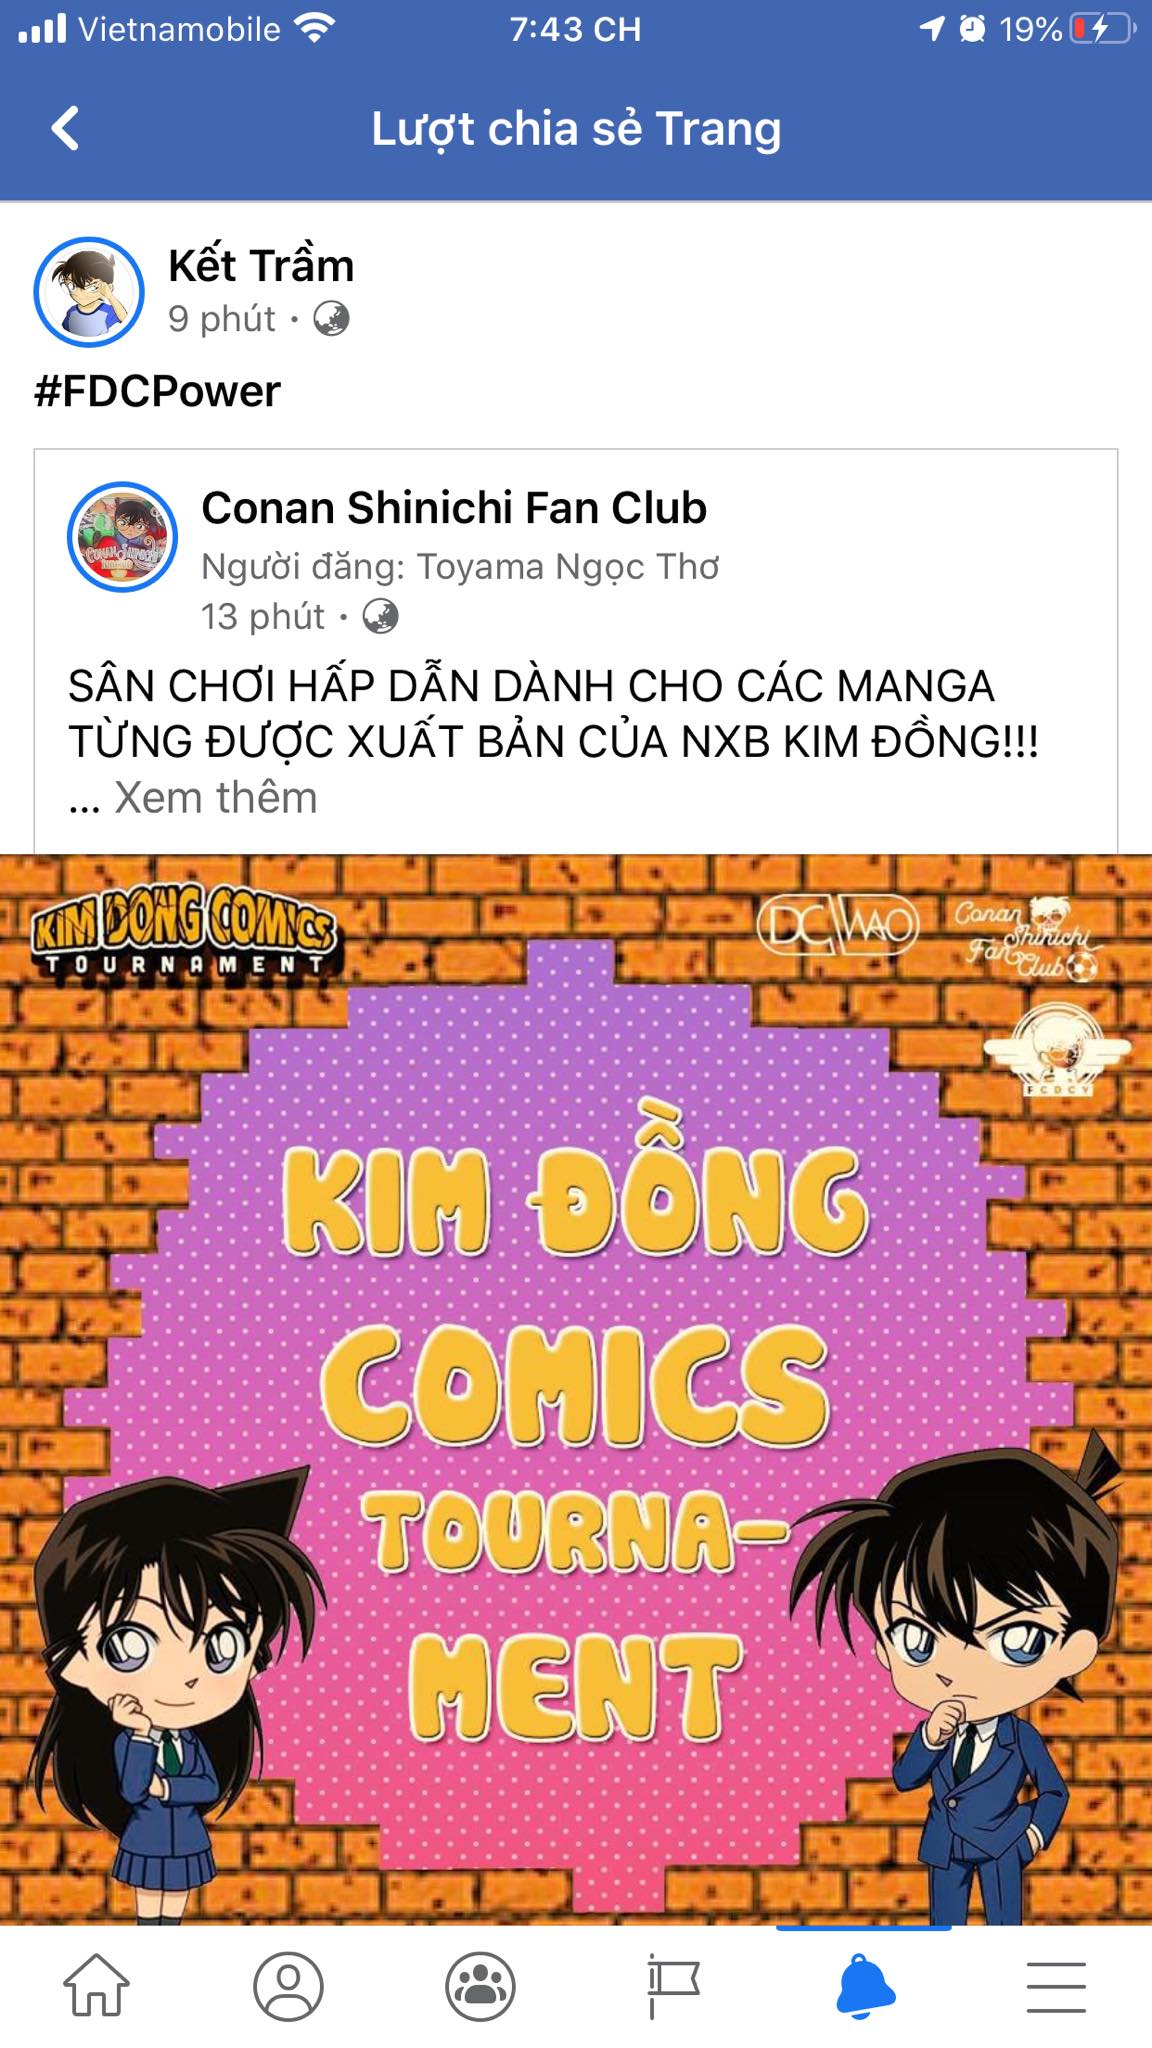 Vietnamobile 7:43 CH 19%
Lượt chia sẻ Trang
Kết Trầm
9 phút ·
#FDCPower
Conan Shinichi Fan Club
Người đăng: Toyama Ngọc Thơ
13 phút ·
SÂN CHƠI HẤP DẪN DÀNH CHO CÁC MANGA
TỪNG ĐƯỢC XUẤT BẢN CỦA NXB KIM ĐỒNG!!!
... Xem thêm
KIM DONG COMICS
TOURNAMENT
DC MAO
Conan
Shinichi
Fan Club
FCDCV
KIM ĐỒNG
COMICS
TOURNA-
MENT